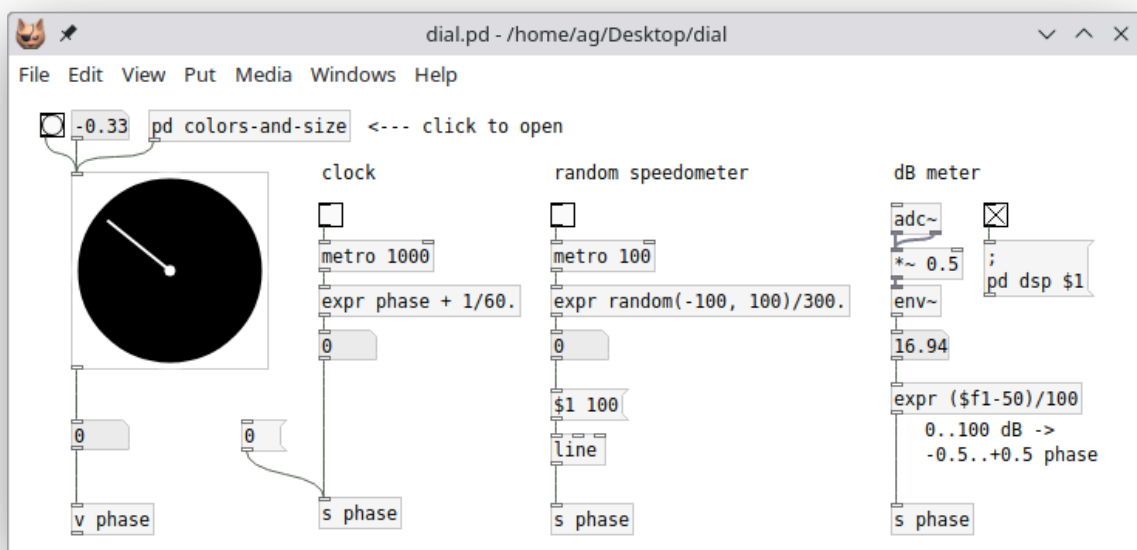 dial.pd - /home/ag/Desktop/dial
File Edit View Put Media Windows Help
-0.33 pd colors-and-size <--- click to open
clock random speedometer dB meter
adc~
metro 1000 metro 100 *~ 0.5 ;
pd dsp $1
expr phase + 1/60. expr random(-100, 100)/300. env~
0 0 16.94
$1 100 expr ($f1-50)/100
0 0 line 0..100 dB ->
-0.5..+0.5 phase
v phase s phase s phase s phase